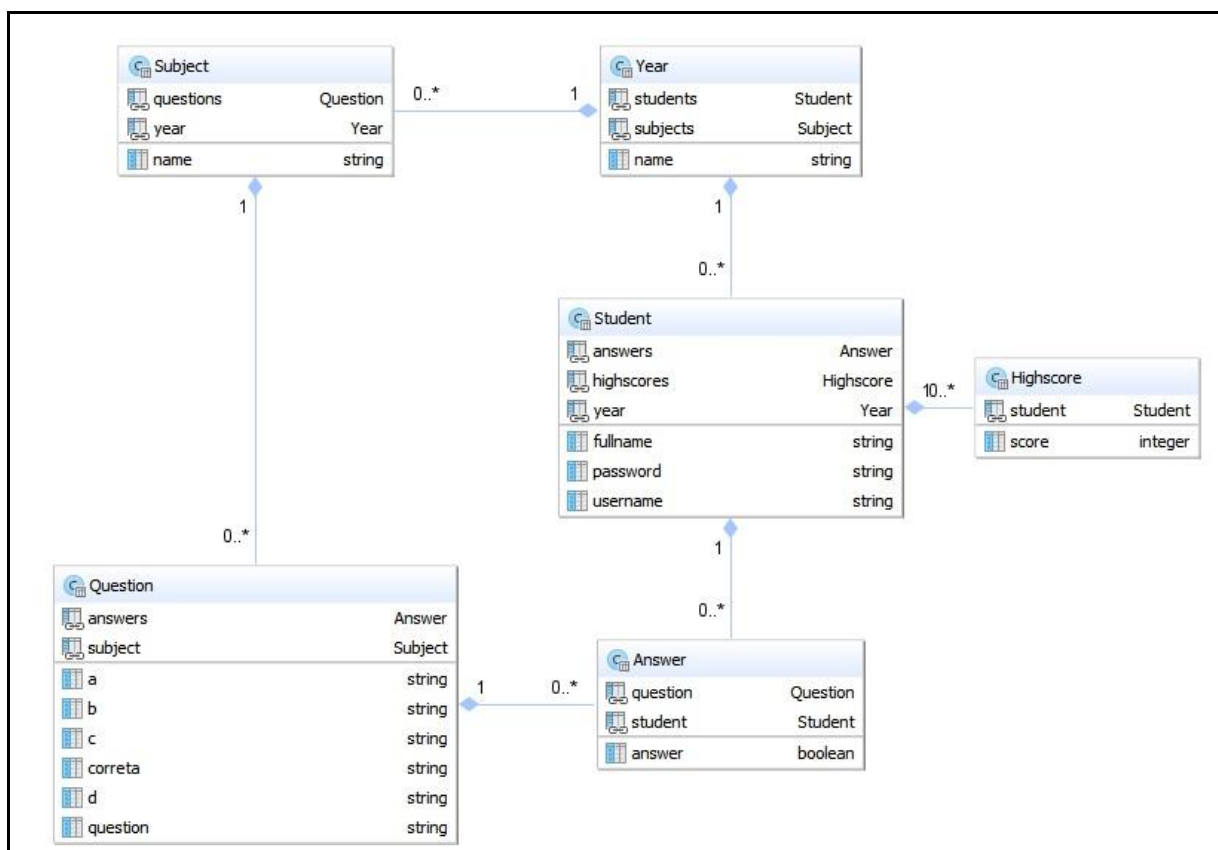 Subject
questions Question
year Year
name string
0..* 1
Year
students Student
subjects Subject
name string
1
1
0..*
Student
answers Answer
highscores Highscore
year Year
fullname string
password string
username string
10..*
Highscore
student Student
score integer
0..*
1
0..*
Question
answers Answer
subject Subject
a string
b string
c string
correta string
d string
question string
1 0..*
Answer
question Question
student Student
answer boolean